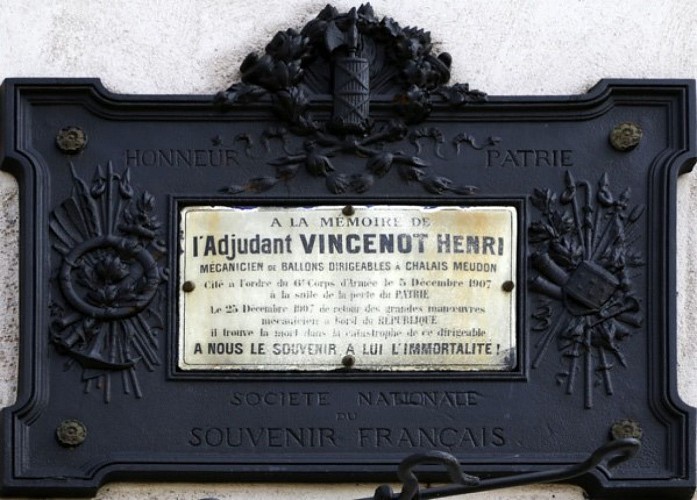 HONNEUR PATRIE
A LA MÉMOIRE DE
l'Adjudant VINCENOT HENRI
MÉCANICIEN DE BALLONS DIRIGEABLES À CHALAIS MEUDON
Cité à l'ordre du 6e Corps d'Armée le 5 Décembre 1907
à la suite de la perte du PATRIE
Le 25 Décembre 1907 de retour des grandes manœuvres
mécanicien à bord du RÉPUBLIQUE
il trouve la mort dans la catastrophe de ce dirigeable
A NOUS LE SOUVENIR A LUI L'IMMORTALITÉ !
SOCIETE NATIONALE
DU
SOUVENIR FRANÇAIS